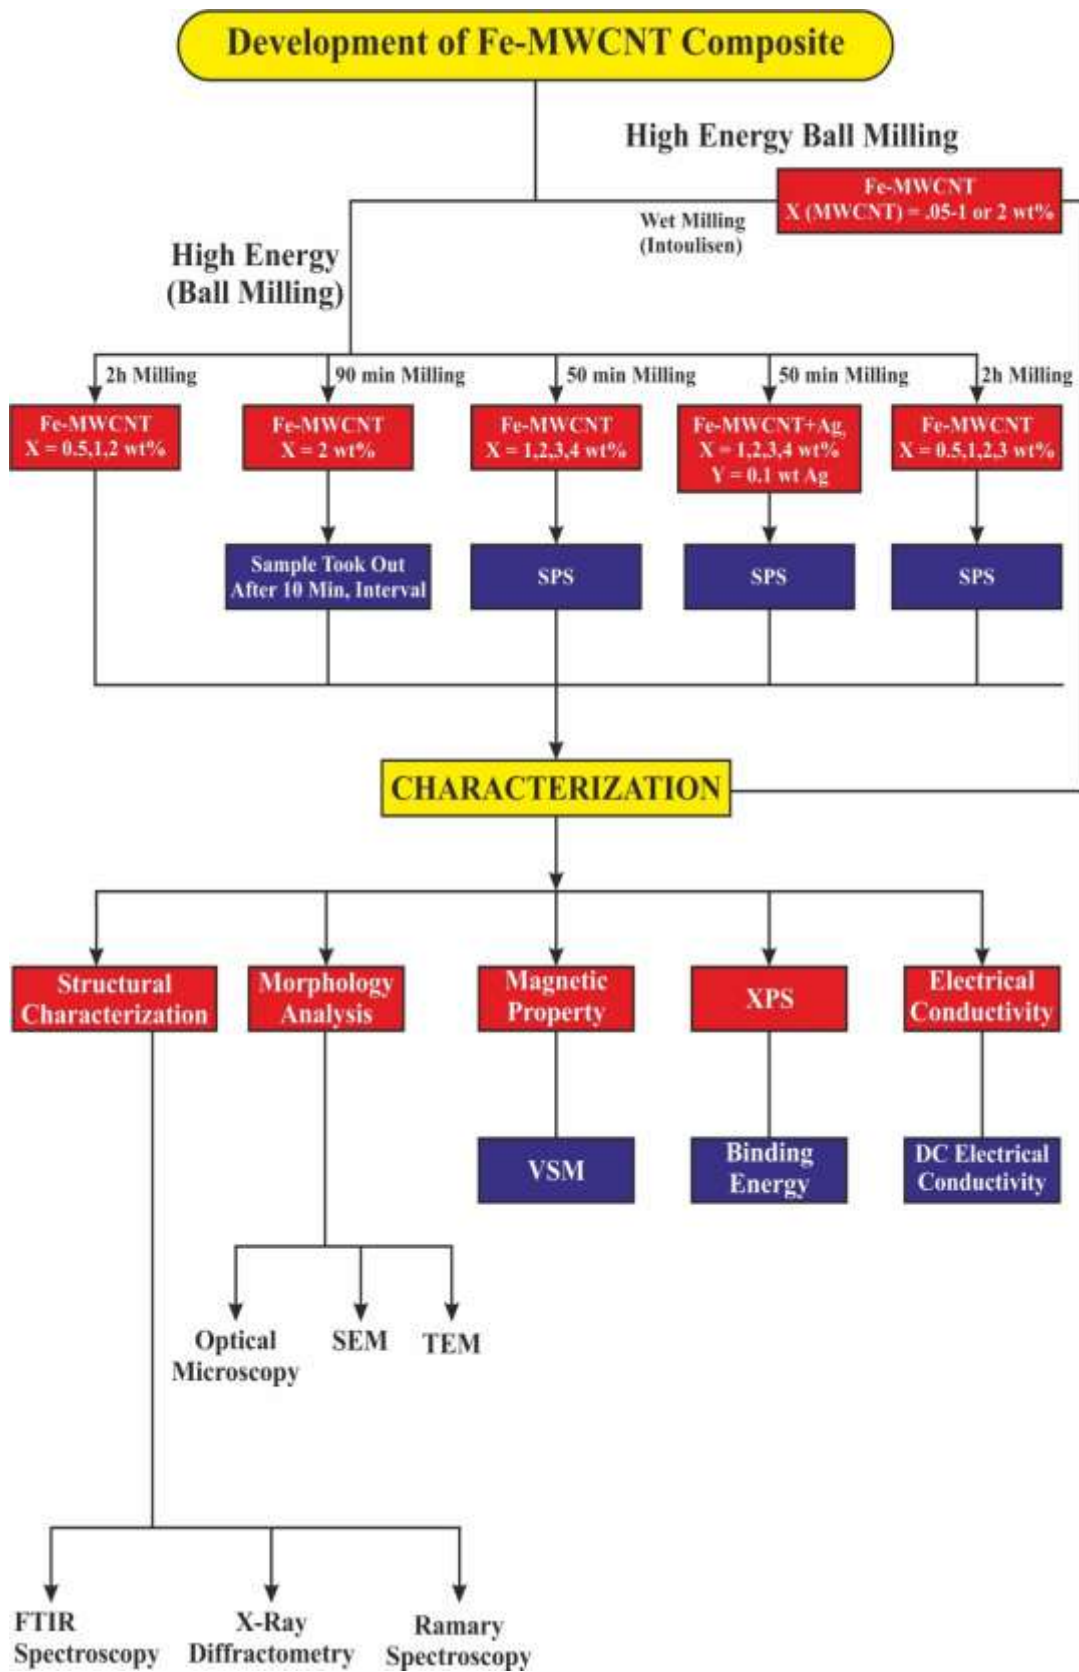 Development of Fe-MWCNT Composite
High Energy Ball Milling
Fe-MWCNT
X (MWCNT) = .05-1 or 2 wt%
Wet Milling
(Intoulisen)
High Energy
(Ball Milling)
2h Milling
90 min Milling
50 min Milling
50 min Milling
2h Milling
Fe-MWCNT
X = 0.5,1,2 wt%
Fe-MWCNT
X = 2 wt%
Fe-MWCNT
X = 1,2,3,4 wt%
Fe-MWCNT+Ag,
X = 1,2,3,4 wt%
Y = 0.1 wt Ag
Fe-MWCNT
X = 0.5,1,2,3 wt%
Sample Took Out
After 10 Min, Interval
SPS
SPS
SPS
CHARACTERIZATION
Structural
Characterization
Morphology
Analysis
Magnetic
Property
XPS
Electrical
Conductivity
VSM
Binding
Energy
DC Electrical
Conductivity
Optical
Microscopy
SEM
TEM
FTIR
Spectroscopy
X-Ray
Diffractometry
Ramary
Spectroscopy